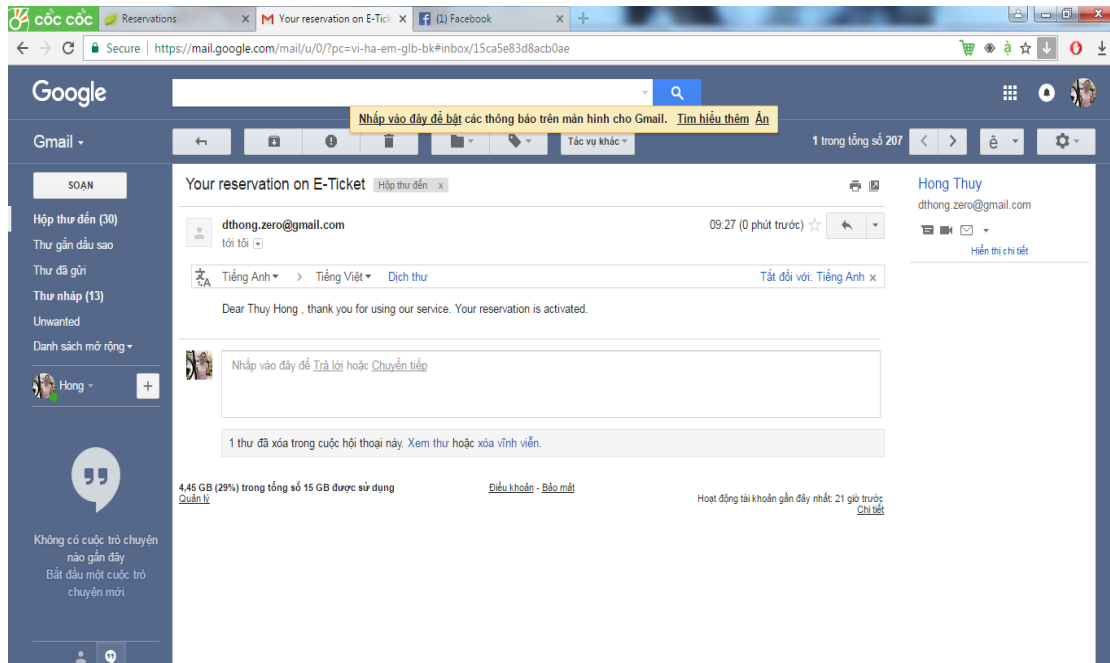 cốc cốc
Reservations
Your reservation on E-Tick
(1) Facebook
Secure
https://mail.google.com/mail/u/0/?pc=vi-ha-em-glb-bk#inbox/15ca5e83d8acb0ae
Google
Nhấp vào đây để bật các thông báo trên màn hình cho Gmail. Tìm hiểu thêm Ẩn
Gmail
Tác vụ khác
1 trong tổng số 207
SOẠN
Hộp thư đến (30)
Thư gắn dấu sao
Thư đã gửi
Thư nháp (13)
Unwanted
Danh sách mở rộng
Hong
Không có cuộc trò chuyện
nào gần đây
Bắt đầu một cuộc trò
chuyện mới
Your reservation on E-Ticket
Hộp thư đến x
dthong.zero@gmail.com
09:27 (0 phút trước)
tới tôi
Tiếng Anh > Tiếng Việt Dịch thư
Tắt đối với: Tiếng Anh x
Dear Thuy Hong , thank you for using our service. Your reservation is activated.
Nhấp vào đây để Trả lời hoặc Chuyển tiếp
1 thư đã xóa trong cuộc hội thoại này. Xem thư hoặc xóa vĩnh viễn.
4,45 GB (29%) trong tổng số 15 GB được sử dụng
Quản lý
Điều khoản - Bảo mật
Hoạt động tài khoản gần đây nhất: 21 giờ trước
Chi tiết
Hong Thuy
dthong.zero@gmail.com
Hiển thị chi tiết